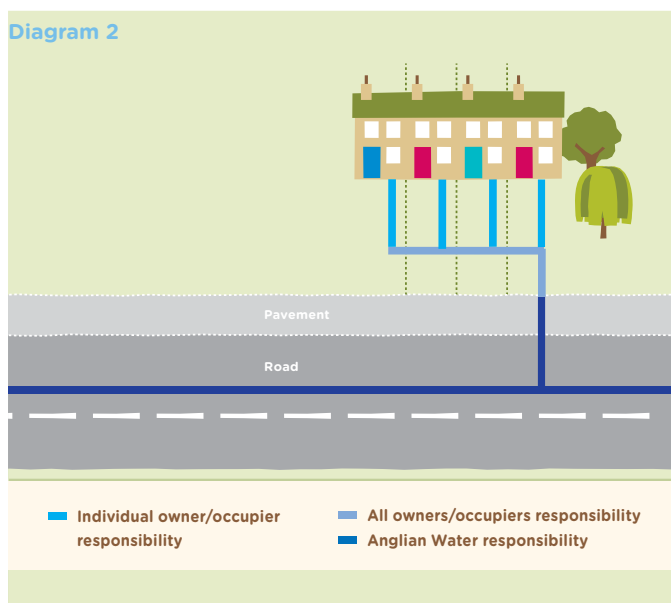 Diagram 2
Pavement
Road
Individual owner/occupier
responsibility
All owners/occupiers responsibility
Anglian Water responsibility